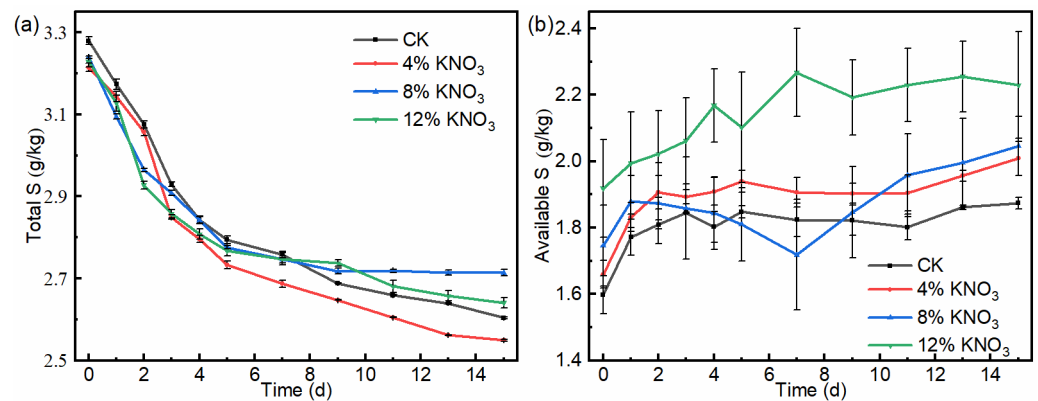 (a)
3.3
3.1
2.9
2.7
2.5
Total S (g/kg)
CK
4% KNO₃
8% KNO₃
12% KNO₃
0 2 4 6 8 10 12 14
Time (d)
(b)
2.4
2.2
2.0
1.8
1.6
1.4
Available S (g/kg)
CK
4% KNO₃
8% KNO₃
12% KNO₃
0 2 4 6 8 10 12 14
Time (d)